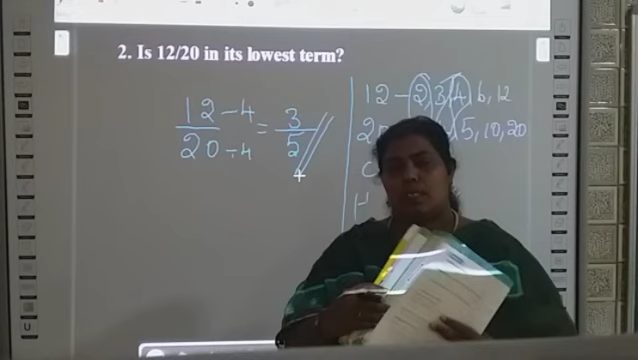 2. Is 12/20 in its lowest term?
12 - 4
20 ÷ 4
= 3
5
12 - 2, 3, 4, 6, 12
5, 10, 20